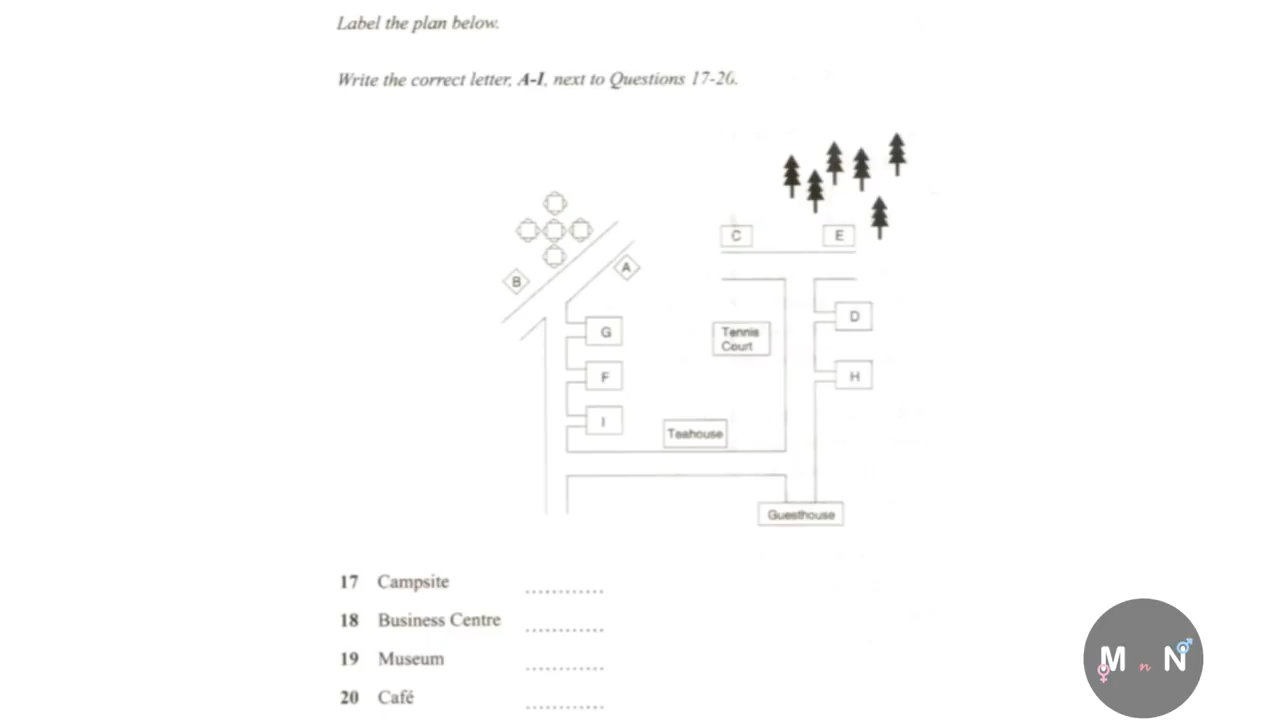 Label the plan below.
Write the correct letter, A-I, next to Questions 17-20.
C E
A
B
G
Tennis
Court
D
F
H
I
Teahouse
Guesthouse
17 Campsite ............
18 Business Centre ............
19 Museum ............
20 Café ............
M n N